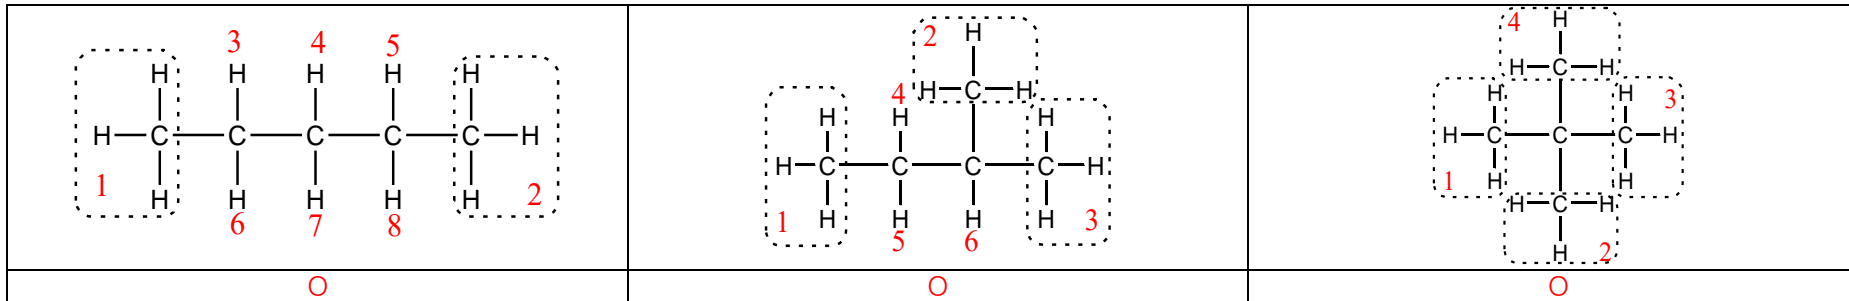 3 4 5
H H H H H
H C C C C C H
1 H H H H H 2
6 7 8
2 H
4 H C H
H H H
H C C C C H
1 H H H H 3
5 6
4 H
H C H
H H 3
H C C C H
1 H H
H C H
H 2
O O O